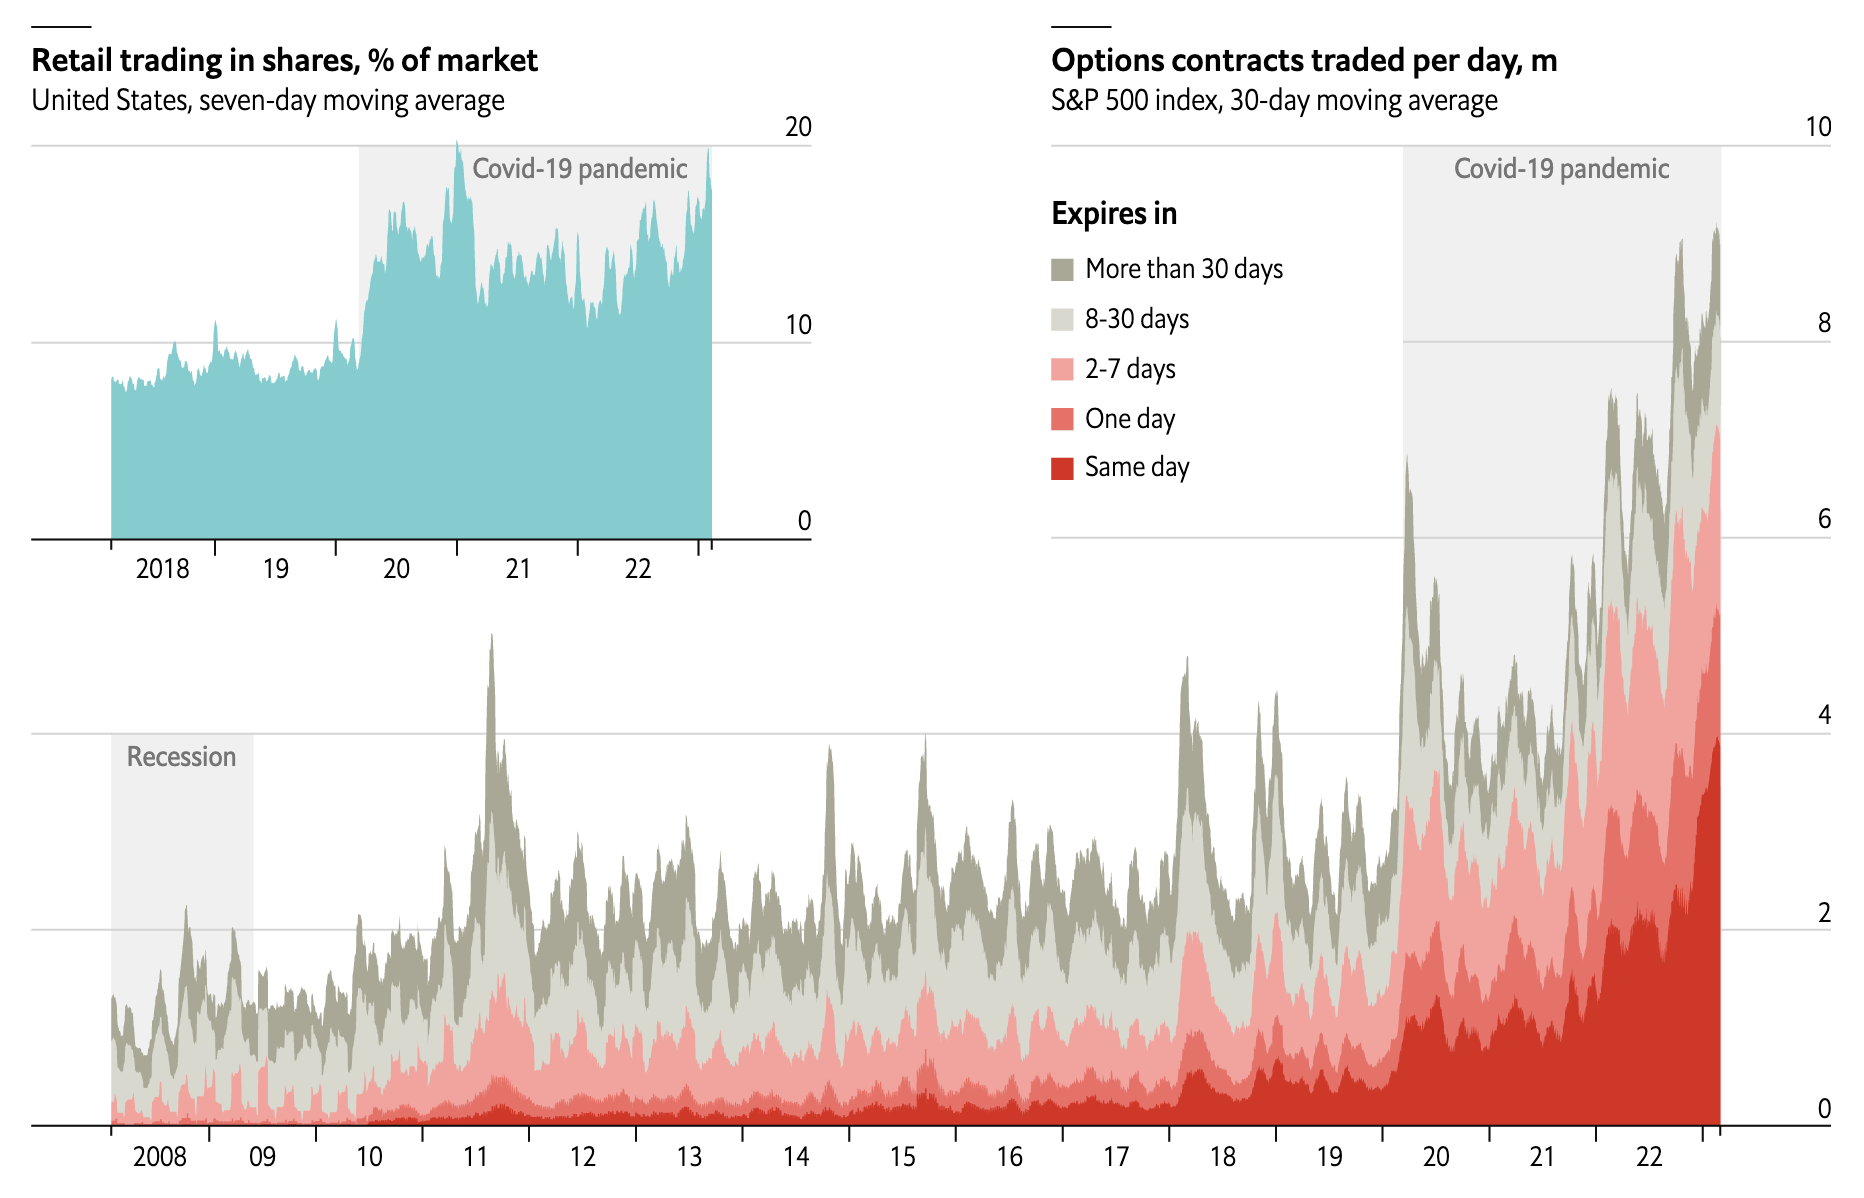 Retail trading in shares, % of market
United States, seven-day moving average
20
Covid-19 pandemic
10
0
2018 19 20 21 22
Options contracts traded per day, m
S&P 500 index, 30-day moving average
10
Covid-19 pandemic
Expires in
More than 30 days
8-30 days
2-7 days
One day
Same day
8
6
4
Recession
2
0
2008 09 10 11 12 13 14 15 16 17 18 19 20 21 22